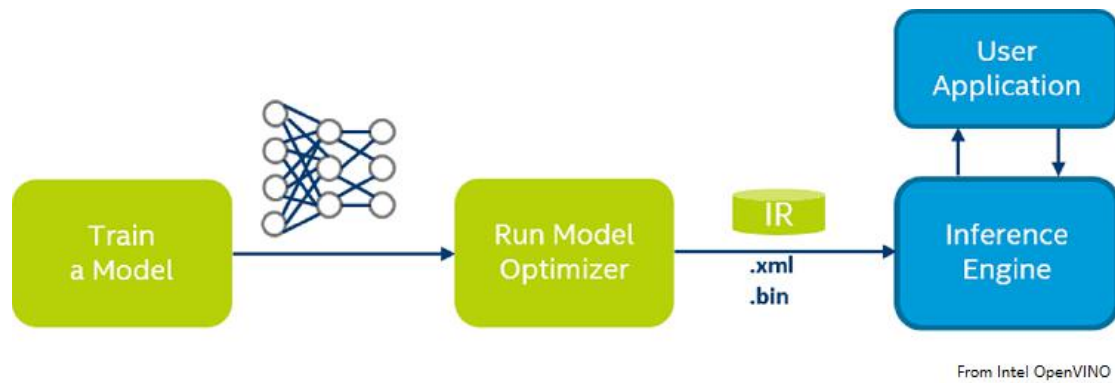 Train
a Model
Run Model
Optimizer
IR
.xml
.bin
User
Application
Inference
Engine
From Intel OpenVINO